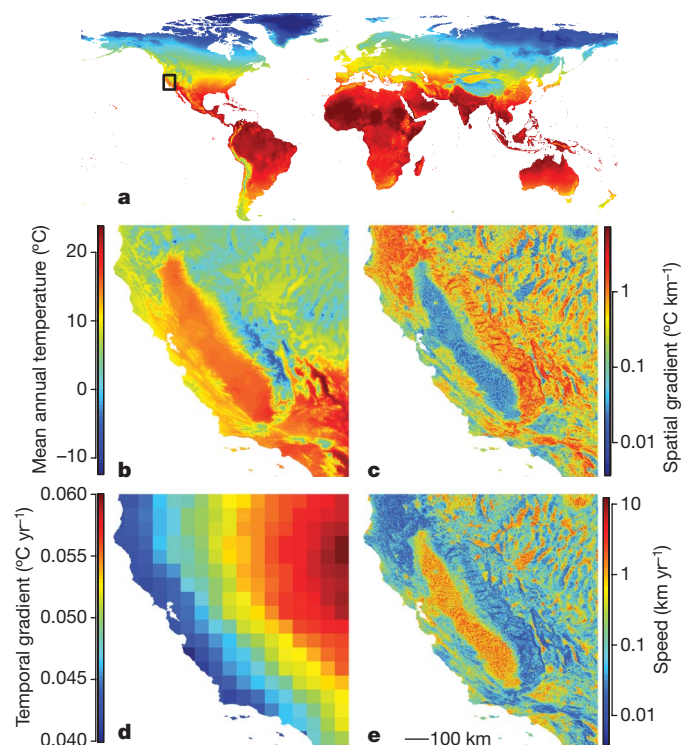 a
Mean annual temperature (°C)
20
10
0
−10
b
c
1
0.1
0.01
Spatial gradient (°C km⁻¹)
Temporal gradient (°C yr⁻¹)
0.060
0.055
0.050
0.045
0.040
d
e
—100 km
10
1
0.1
0.01
Speed (km yr⁻¹)